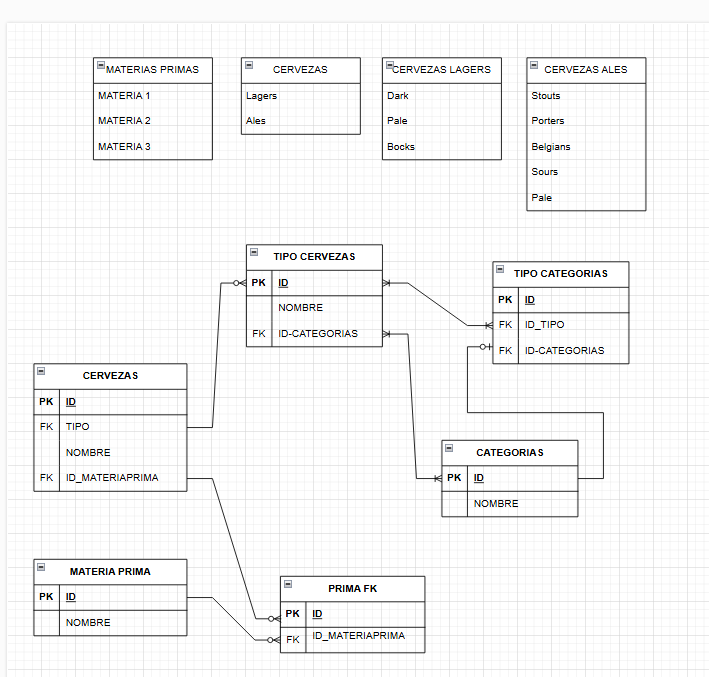 MATERIAS PRIMAS
MATERIA 1
MATERIA 2
MATERIA 3
CERVEZAS
Lagers
Ales
CERVEZAS LAGERS
Dark
Pale
Bocks
CERVEZAS ALES
Stouts
Porters
Belgians
Sours
Pale
TIPO CERVEZAS
PK ID
NOMBRE
FK ID-CATEGORIAS
TIPO CATEGORIAS
PK ID
FK ID_TIPO
FK ID-CATEGORIAS
CERVEZAS
PK ID
FK TIPO
NOMBRE
FK ID_MATERIAPRIMA
CATEGORIAS
PK ID
NOMBRE
MATERIA PRIMA
PK ID
NOMBRE
PRIMA FK
PK ID
FK ID_MATERIAPRIMA